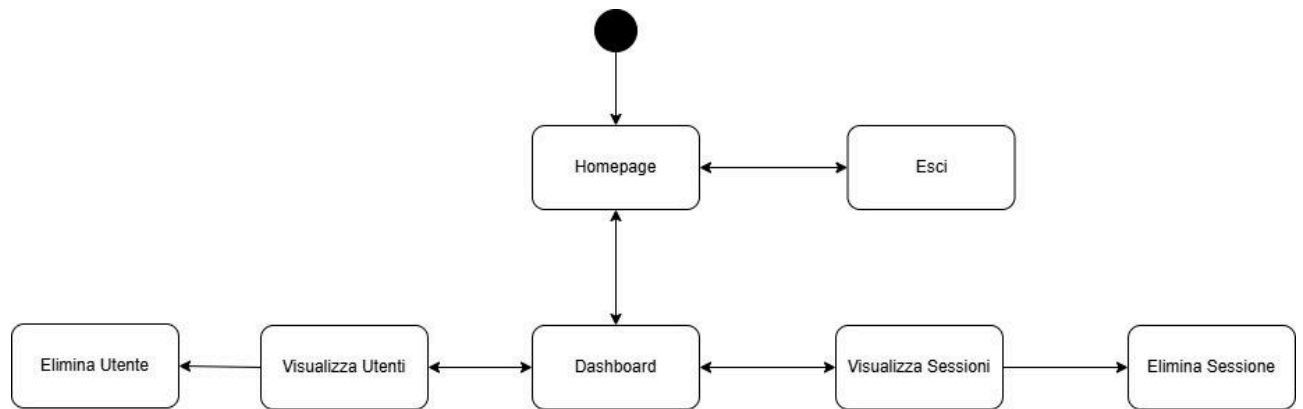 Homepage
Esci
Elimina Utente
Visualizza Utenti
Dashboard
Visualizza Sessioni
Elimina Sessione